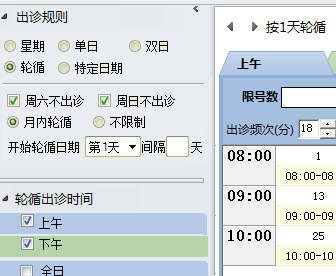 出诊规则
星期 单日 双日
轮循 特定日期
周六不出诊 周日不出诊
月内轮循 不限制
开始轮循日期 第1天 间隔 天
轮循出诊时间
上午
下午
全日
按1天轮循
上午
限号数
出诊频次(分) 18
08:00 1
08:00-08
09:00 13
09:00-09
10:00 25
10:00-10